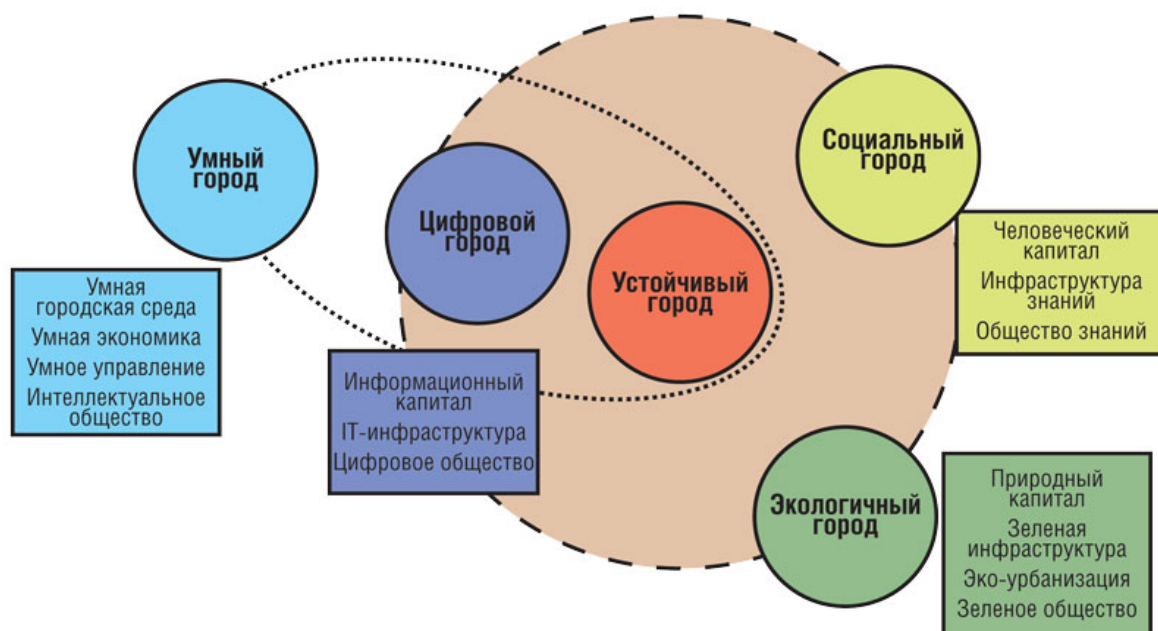 Умный
город
Умная
городская среда
Умная экономика
Умное управление
Интеллектуальное
общество
Цифровой
город
Информационный
капитал
IT-инфраструктура
Цифровое общество
Устойчивый
город
Социальный
город
Человеческий
капитал
Инфраструктура
знаний
Общество знаний
Экологичный
город
Природный
капитал
Зеленая
инфраструктура
Эко-урбанизация
Зеленое общество